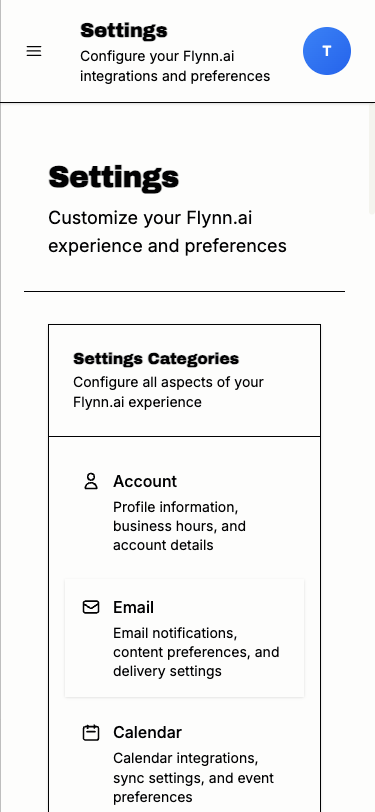 Settings
Configure your Flynn.ai
integrations and preferences
T
Settings
Customize your Flynn.ai
experience and preferences
Settings Categories
Configure all aspects of your
Flynn.ai experience
Account
Profile information,
business hours, and
account details
Email
Email notifications,
content preferences, and
delivery settings
Calendar
Calendar integrations,
sync settings, and event
preferences